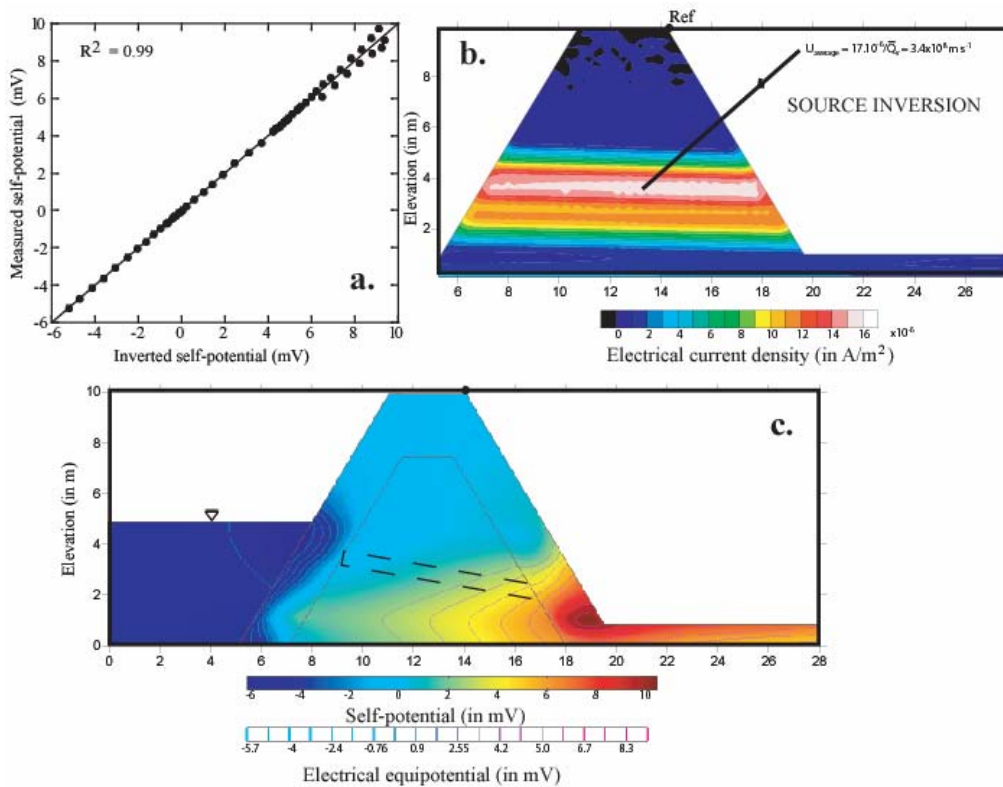 a.
R² = 0.99
Measured self-potential (mV)
10
8
6
4
2
0
-2
-4
-6
-6 -4 -2 0 2 4 6 8 10
Inverted self-potential (mV)
b.
Ref
SOURCE INVERSION
Elevation (in m)
8
6
4
2
6 8 10 12 14 16 18 20 22 24 26
0 2 4 6 8 10 12 14 16 x10⁻⁶
Electrical current density (in A/m²)
c.
Elevation (in m)
10
8
6
4
2
0
0 2 4 6 8 10 12 14 16 18 20 22 24 26 28
-6 -4 -2 0 2 4 6 8 10
Self-potential (in mV)
-5.7 -4 -2.4 -0.76 0.9 2.55 4.2 5.0 6.7 8.3
Electrical equipotential (in mV)